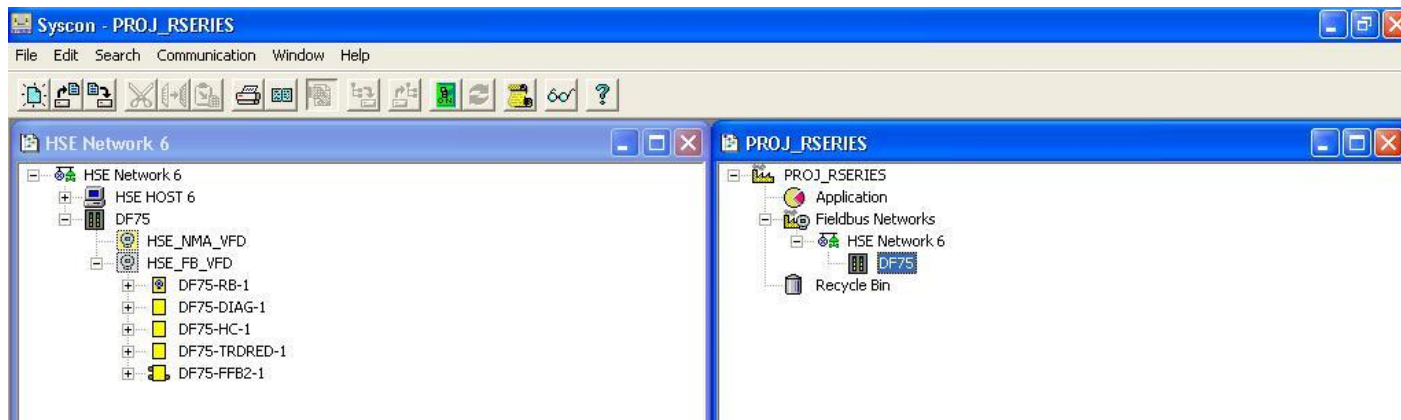 Syscon - PROJ_RSERIES
File Edit Search Communication Window Help
HSE Network 6
HSE Network 6
HSE HOST 6
DF75
HSE_NMA_VFD
HSE_FB_VFD
DF75-RB-1
DF75-DIAG-1
DF75-HC-1
DF75-TRDRED-1
DF75-FFB2-1
PROJ_RSERIES
PROJ_RSERIES
Application
Fieldbus Networks
HSE Network 6
DF75
Recycle Bin